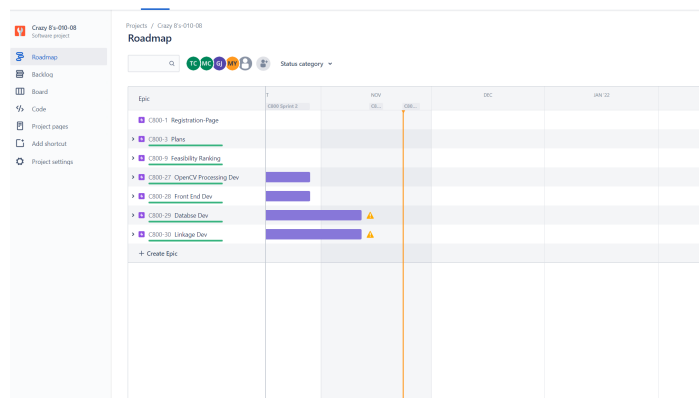 Crazy 8's-010-08
Software project
Roadmap
Backlog
Board
Code
Project pages
Add shortcut
Project settings
Projects / Crazy 8's-010-08
Roadmap
TC MC GJ MY
Status category
Epic
T NOV DEC JAN '22
C800 Sprint 2 C8... C80...
C800-1 Registration-Page
C800-3 Plans
C800-9 Feasibility Ranking
C800-27 OpenCV Processing Dev
C800-28 Front End Dev
C800-29 Databse Dev
C800-30 Linkage Dev
+ Create Epic